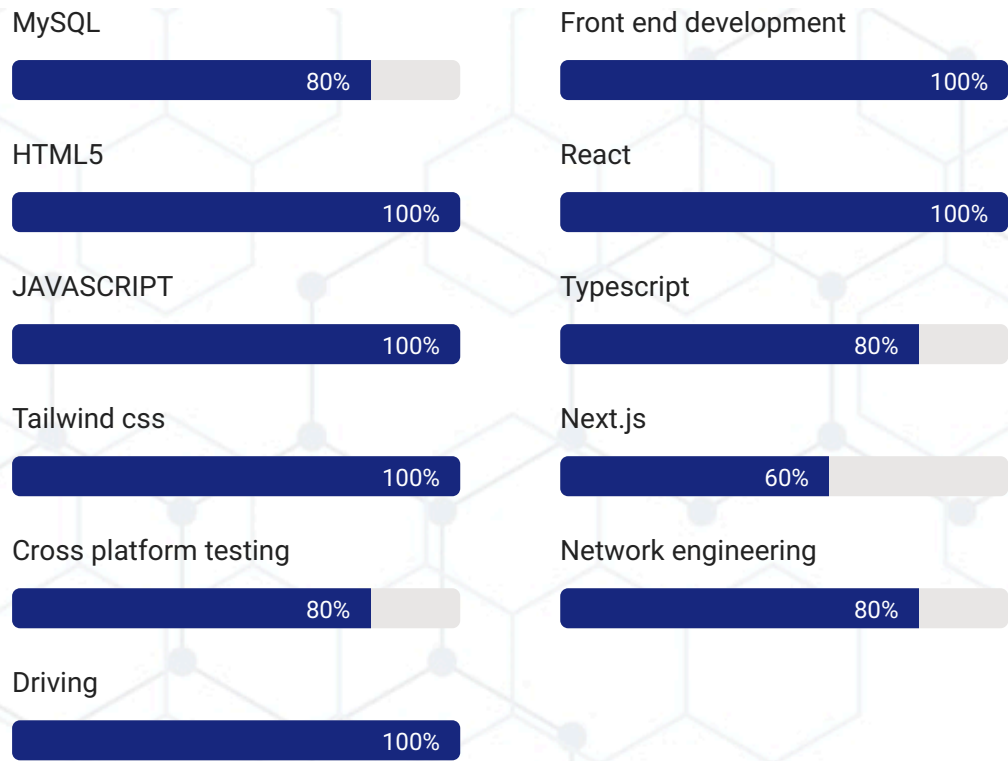 MySQL
80%
Front end development
100%
HTML5
100%
React
100%
JAVASCRIPT
100%
Typescript
80%
Tailwind css
100%
Next.js
60%
Cross platform testing
80%
Network engineering
80%
Driving
100%